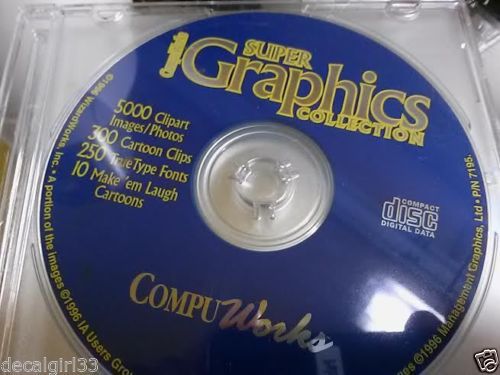 SUPER
Graphics
COLLECTION
5000 Clipart
Images/Photos
300 Cartoon Clips
250 TrueType Fonts
10 Make 'em Laugh
Cartoons
COMPACT
disc
DIGITAL DATA
COMPUWorks
©1996 WizardWorks, Inc. • A portion of the images ©1996 IA Users Grou
©1996 Management Graphics, Ltd • P/N 7195.
decalgirl33